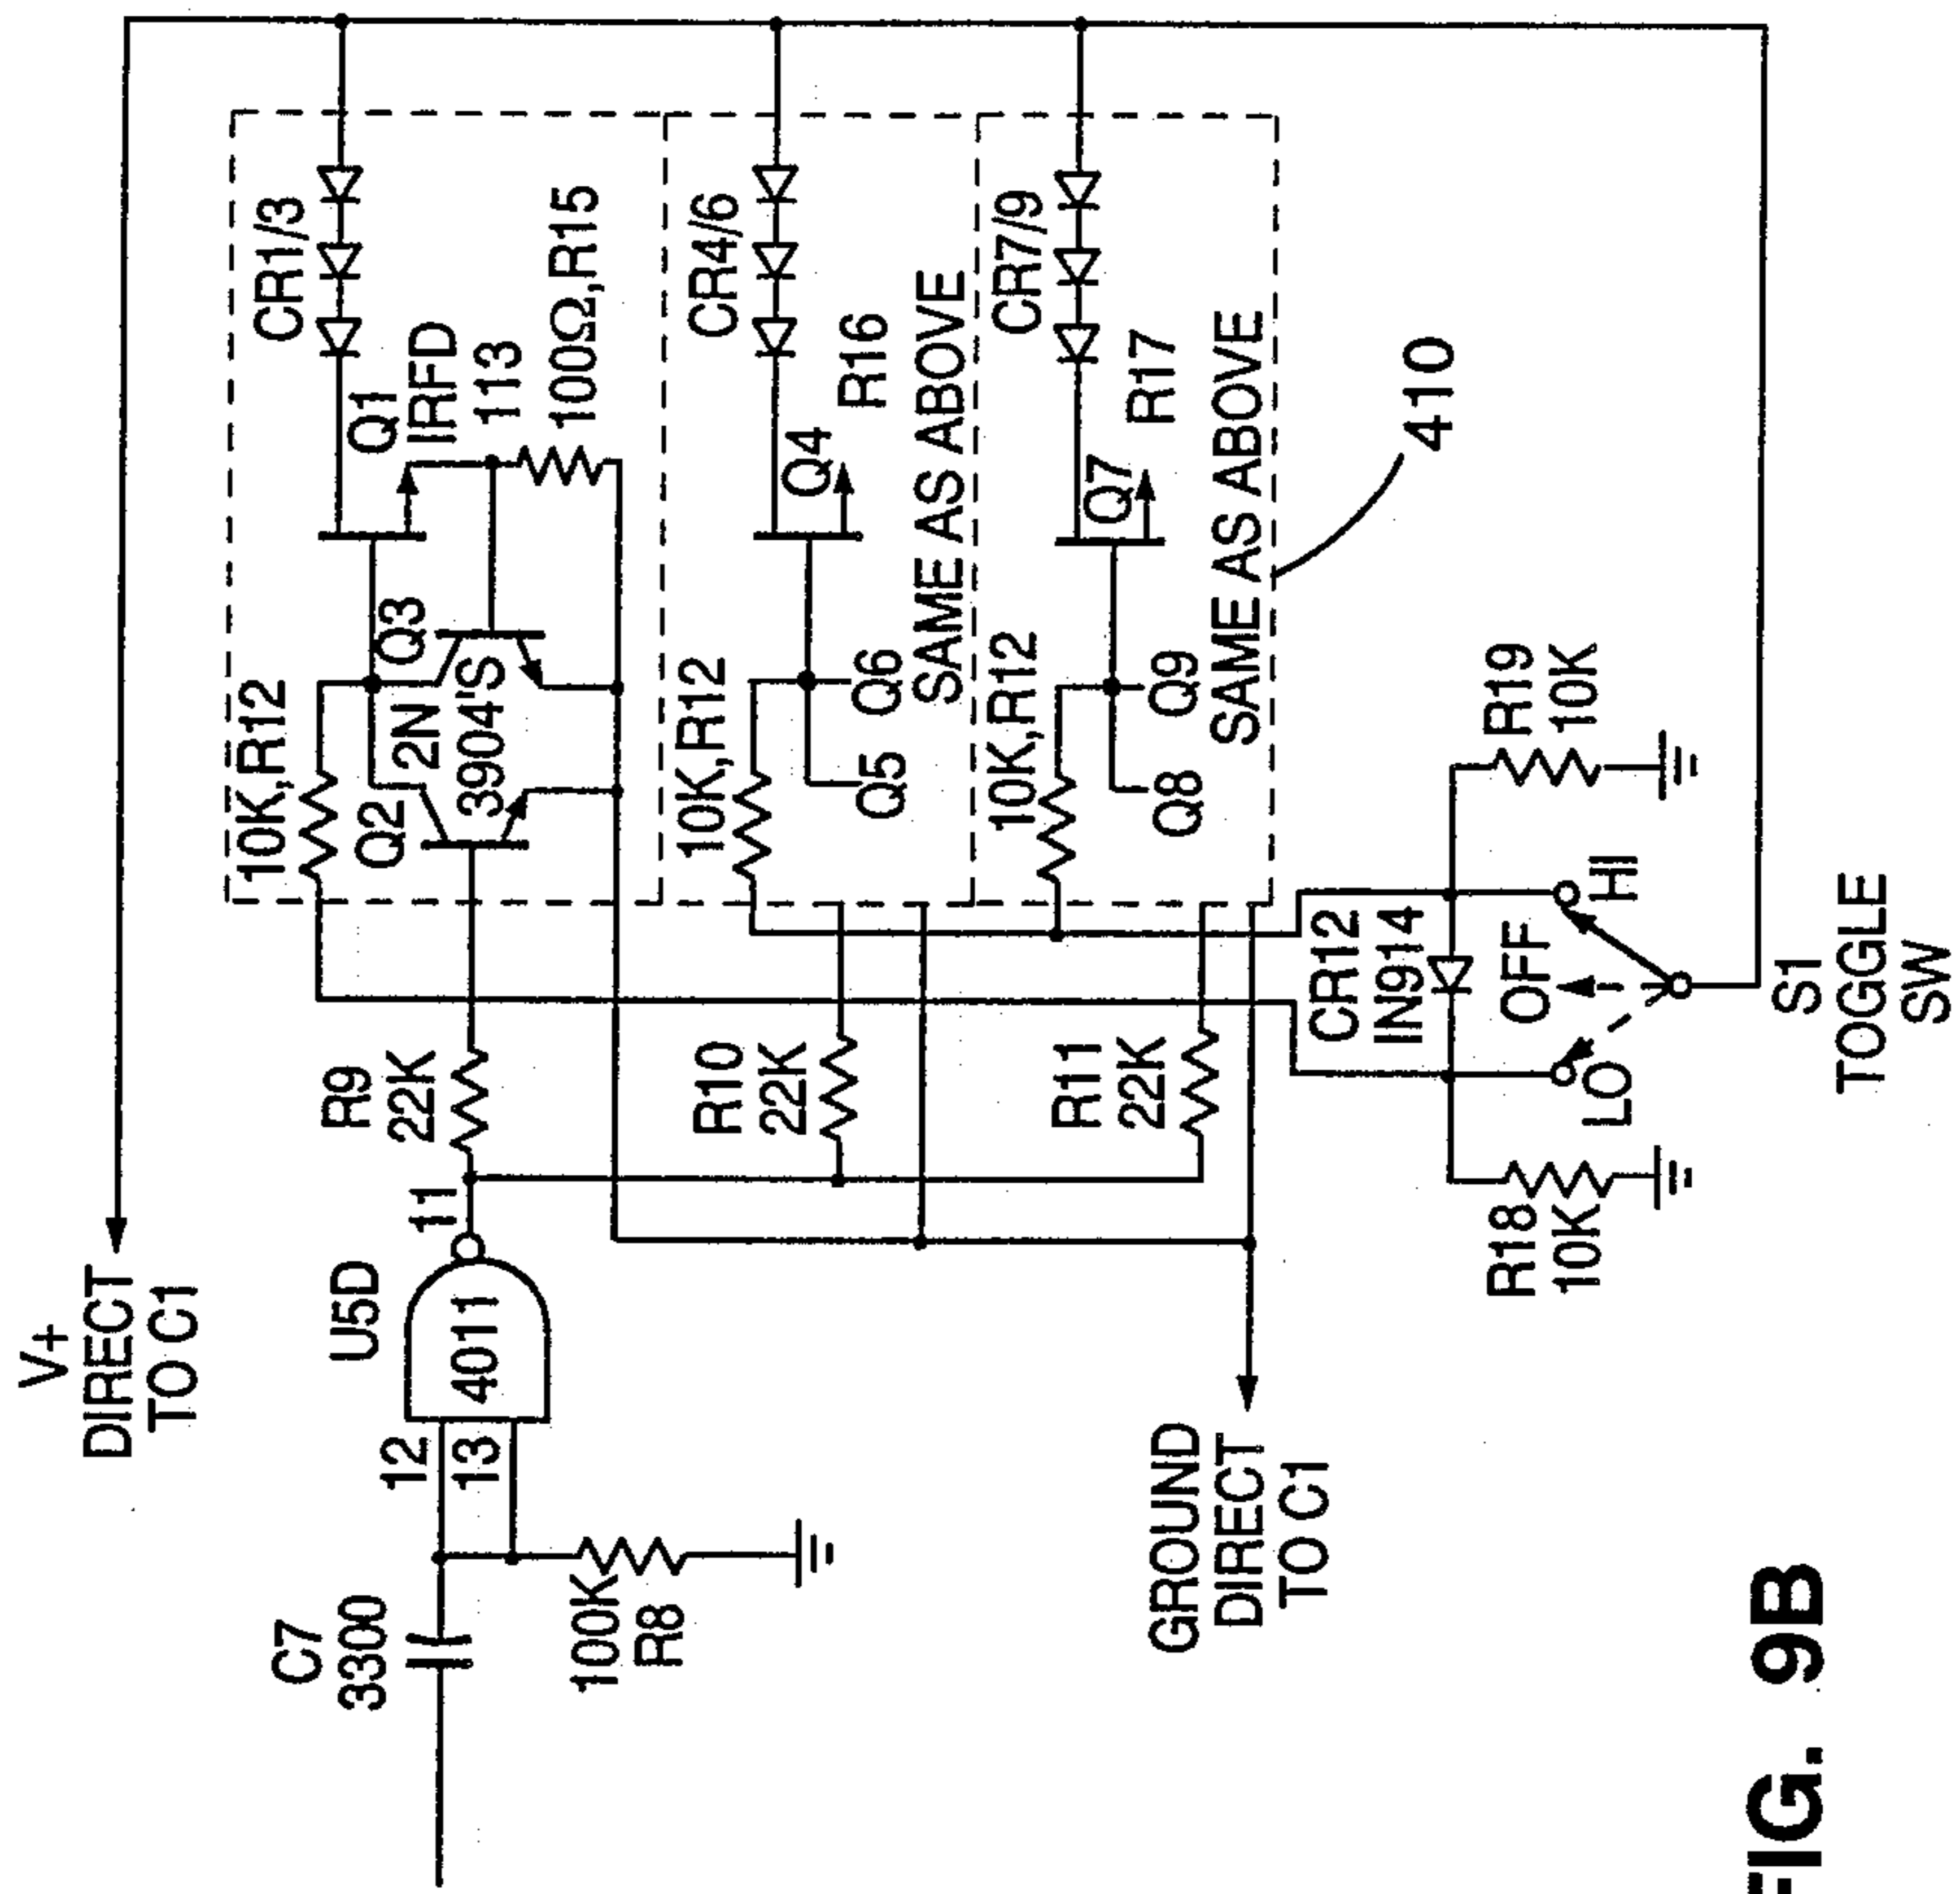 V+
DIRECT
TO C1
CR1/3
Q1
IRFD
113
100Ω,R15
10K,R12
Q3
2N
3904'S
Q2
R9
22K
11
U5D
4011
12
13
C7
3300
100K
R8
CR4/6
R16
Q4
SAME AS ABOVE
10K,R12
Q6
Q5
R10
22K
CR7/9
R17
Q7
SAME AS ABOVE
10K,R12
Q9
Q8
R11
22K
410
GROUND
DIRECT
TO C1
CR12
IN914
R19
10K
HI
OFF
LO
R18
10K
S1
TOGGLE
SW
FIG. 9B